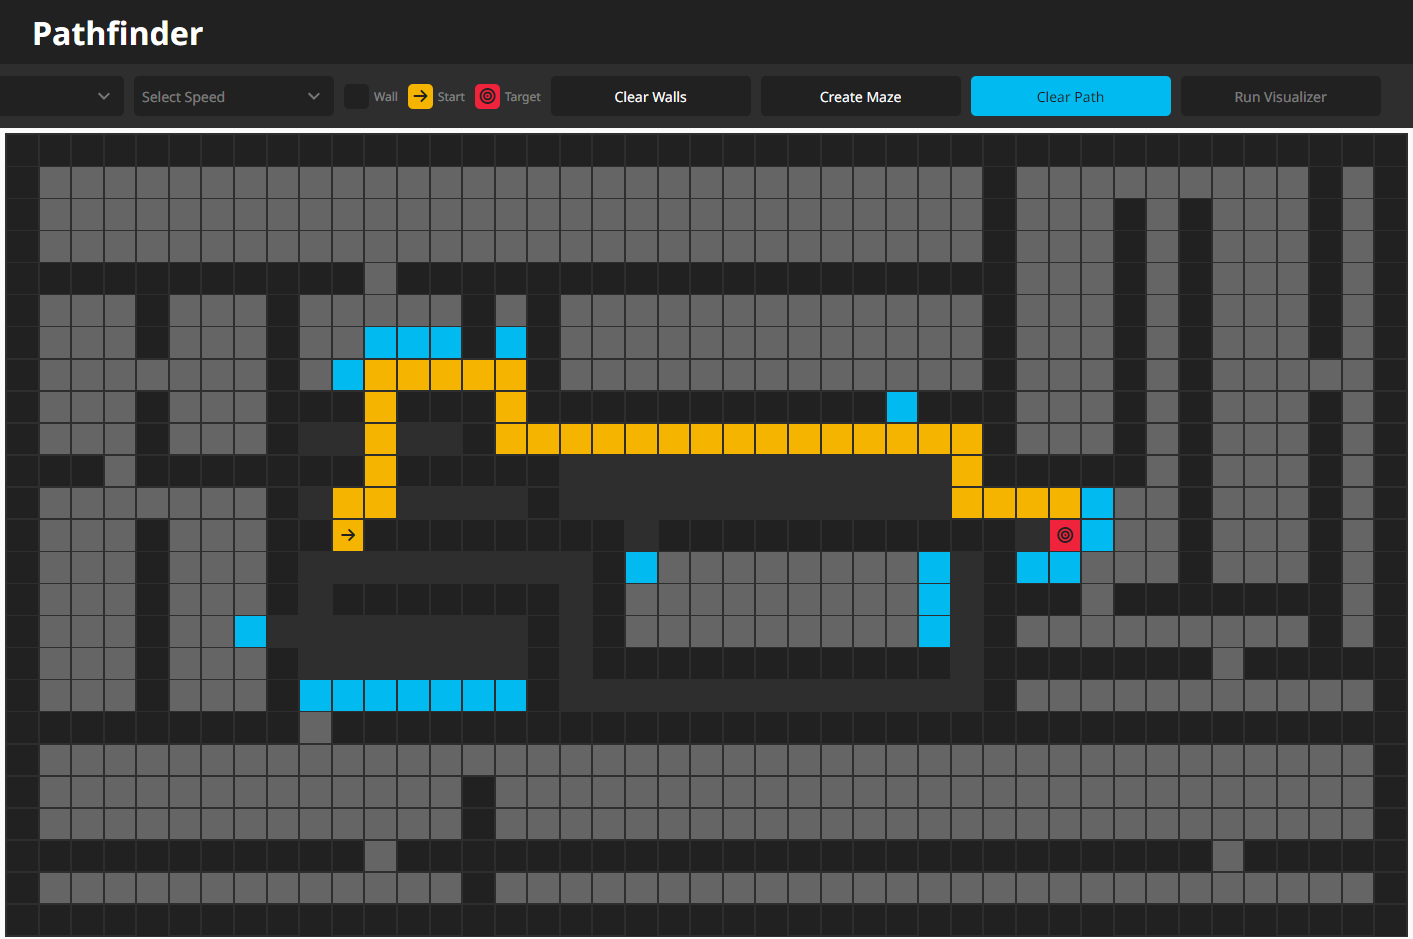 Pathfinder
Select Speed
Wall
Start
Target
Clear Walls
Create Maze
Clear Path
Run Visualizer